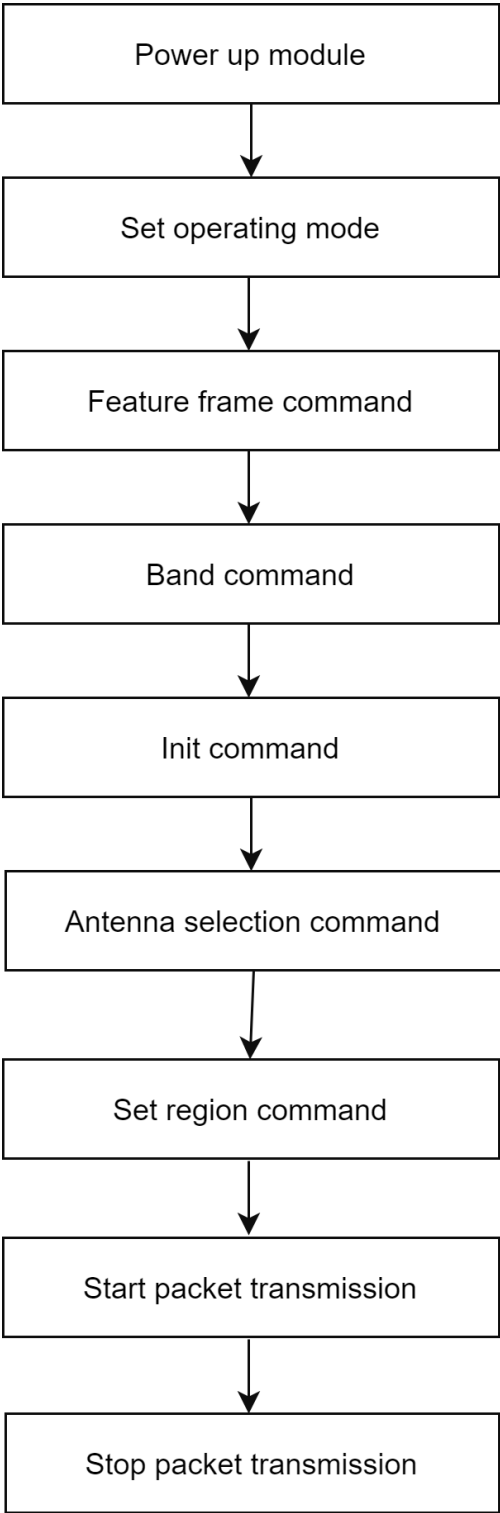 Power up module
Set operating mode
Feature frame command
Band command
Init command
Antenna selection command
Set region command
Start packet transmission
Stop packet transmission